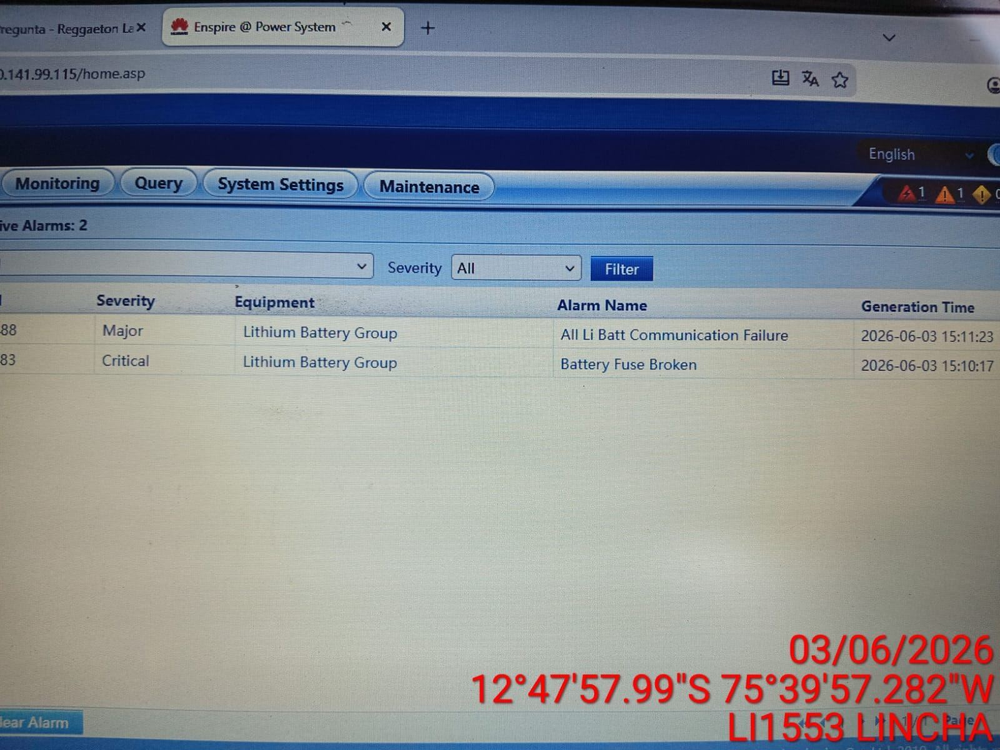 regunta - Reggaeton La
Enspire @ Power System
0.141.99.115/home.asp
English
Monitoring Query System Settings Maintenance
1 1 0
ive Alarms: 2
Severity All Filter
Severity Equipment Alarm Name Generation Time
88 Major Lithium Battery Group All Li Batt Communication Failure 2026-06-03 15:11:23
83 Critical Lithium Battery Group Battery Fuse Broken 2026-06-03 15:10:17
03/06/2026
12°47'57.99"S 75°39'57.282"W
lear Alarm
LI1553 LINCHA